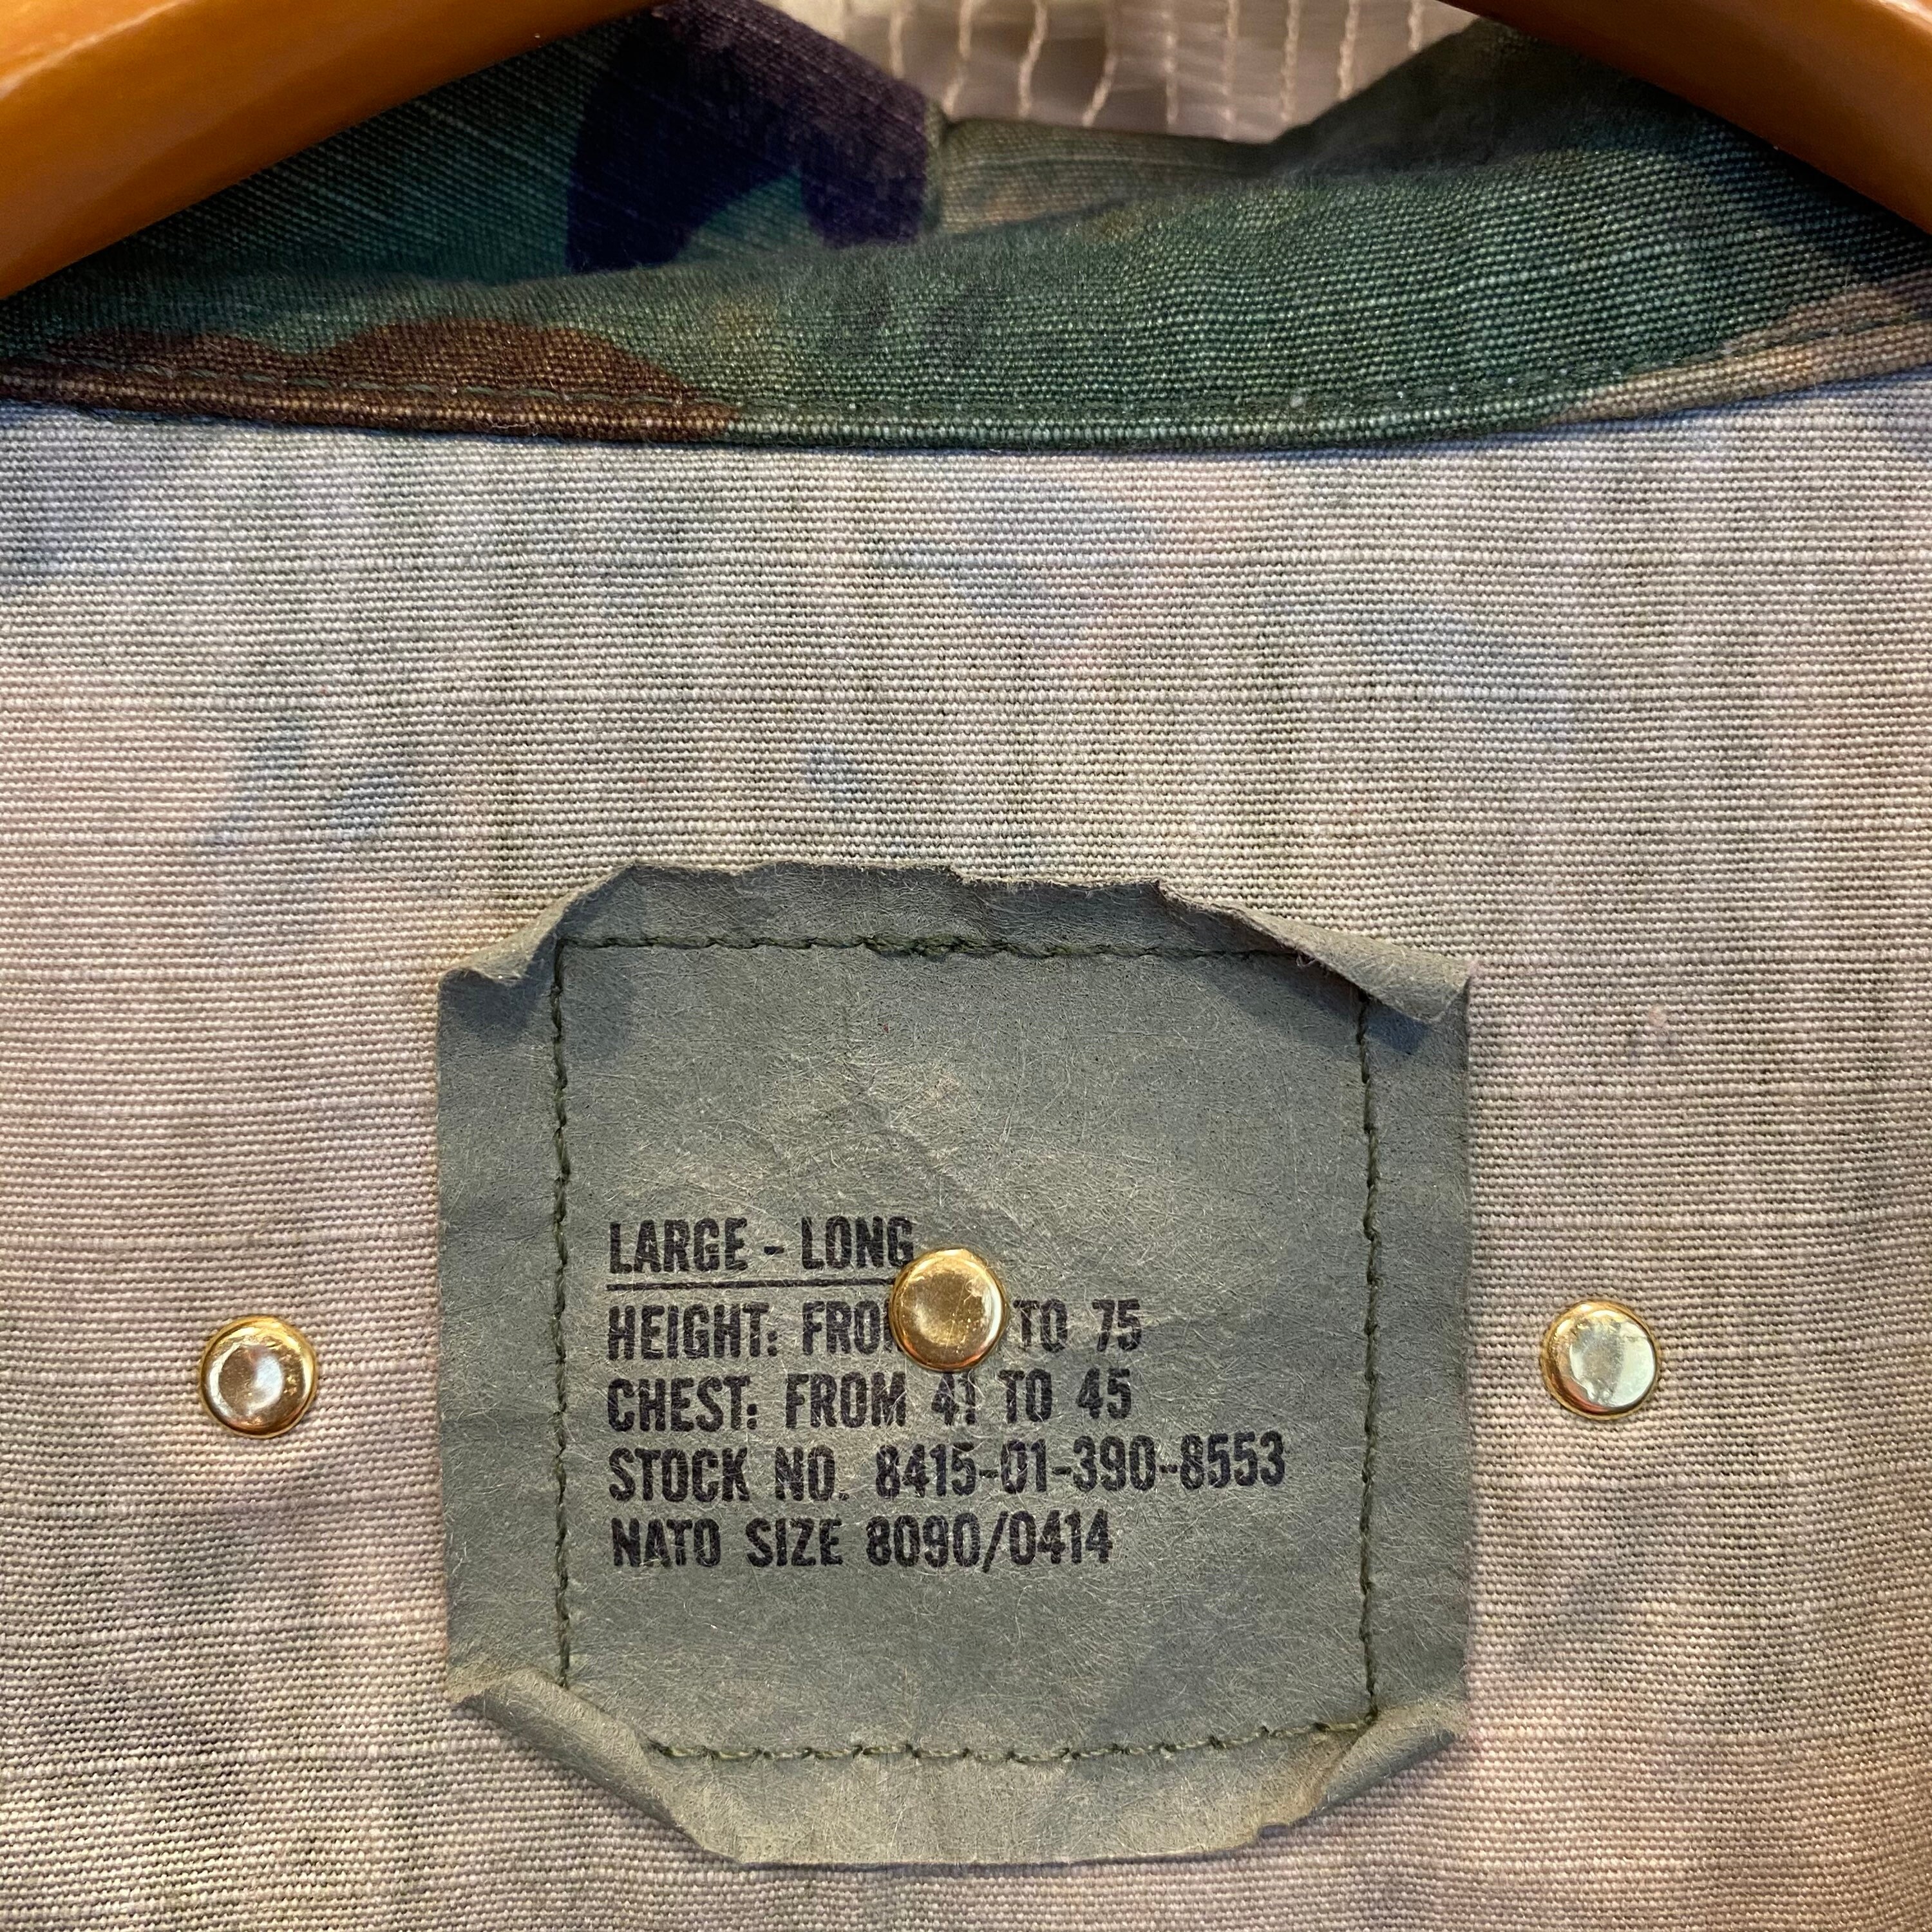 LARGE - LONG
HEIGHT: TO 75
CHEST: FROM 41 TO 45
STOCK NO. 8415-01-390-8553
NATO SIZE 8090/0414